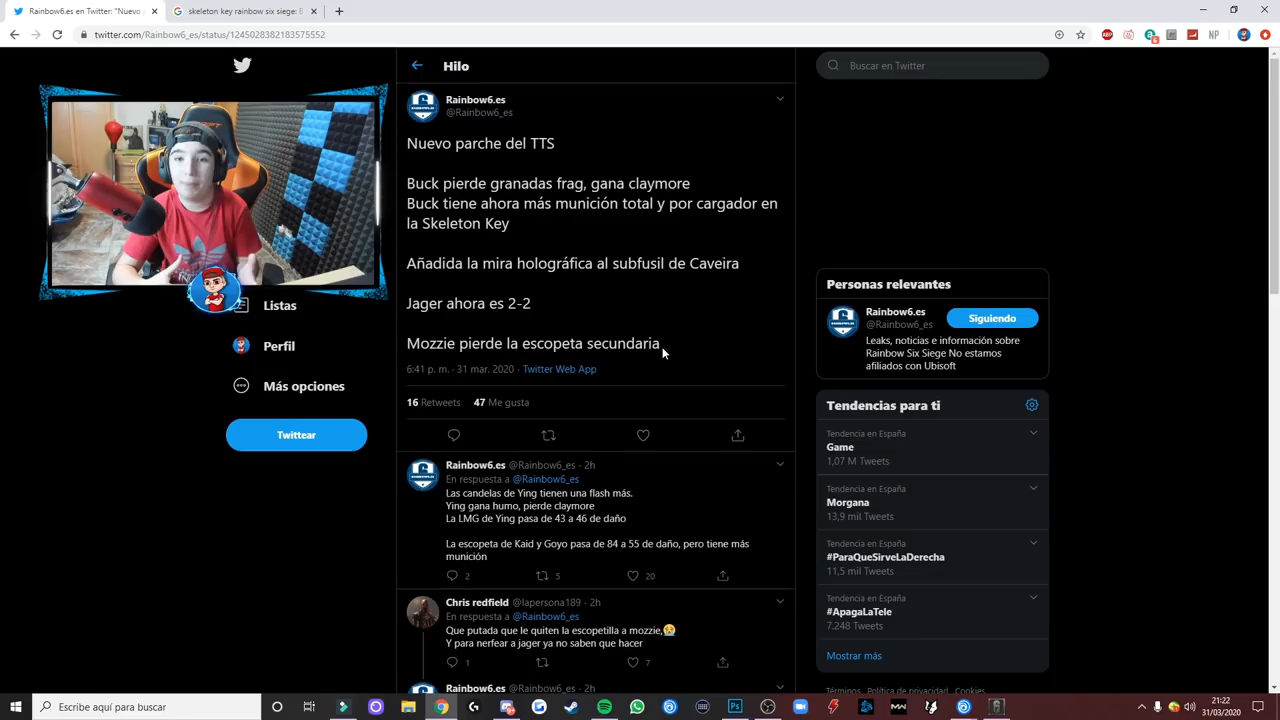 Rainbow6.es en Twitter: "Nuevo
skeleton key rainbow six siege: B
twitter.com/Rainbow6_es/status/1245028382183575552
ABP
6
NP
Hilo
Buscar en Twitter
Rainbow6.es
@Rainbow6_es
Nuevo parche del TTS
Buck pierde granadas frag, gana claymore
Buck tiene ahora más munición total y por cargador en
la Skeleton Key
Añadida la mira holográfica al subfusil de Caveira
Jager ahora es 2-2
Mozzie pierde la escopeta secundaria
6:41 p. m. · 31 mar. 2020 · Twitter Web App
16 Retweets 47 Me gusta
Listas
Perfil
Más opciones
Twittear
Rainbow6.es @Rainbow6_es · 2h
En respuesta a @Rainbow6_es
Las candelas de Ying tienen una flash más.
Ying gana humo, pierde claymore
La LMG de Ying pasa de 43 a 46 de daño
La escopeta de Kaid y Goyo pasa de 84 a 55 de daño, pero tiene más
munición
2 5 20
Chris redfield @lapersona189 · 2h
En respuesta a @Rainbow6_es
Que putada que le quiten la escopetilla a mozzie,😭
Y para nerfear a jager ya no saben que hacer
1 7
Rainbow6.es @Rainbow6_es · 2h
Personas relevantes
Rainbow6.es
@Rainbow6_es
Siguiendo
Leaks, noticias e información sobre
Rainbow Six Siege No estamos
afiliados con Ubisoft
Tendencias para ti
Tendencia en España
Game
1,07 M Tweets
Tendencia en España
Morgana
13,9 mil Tweets
Tendencia en España
#ParaQueSirveLaDerecha
11,5 mil Tweets
Tendencia en España
#ApagaLaTele
7.248 Tweets
Mostrar más
Términos Política de privacidad Cookies
Escribe aquí para buscar
Ps
21:22
31/03/2020